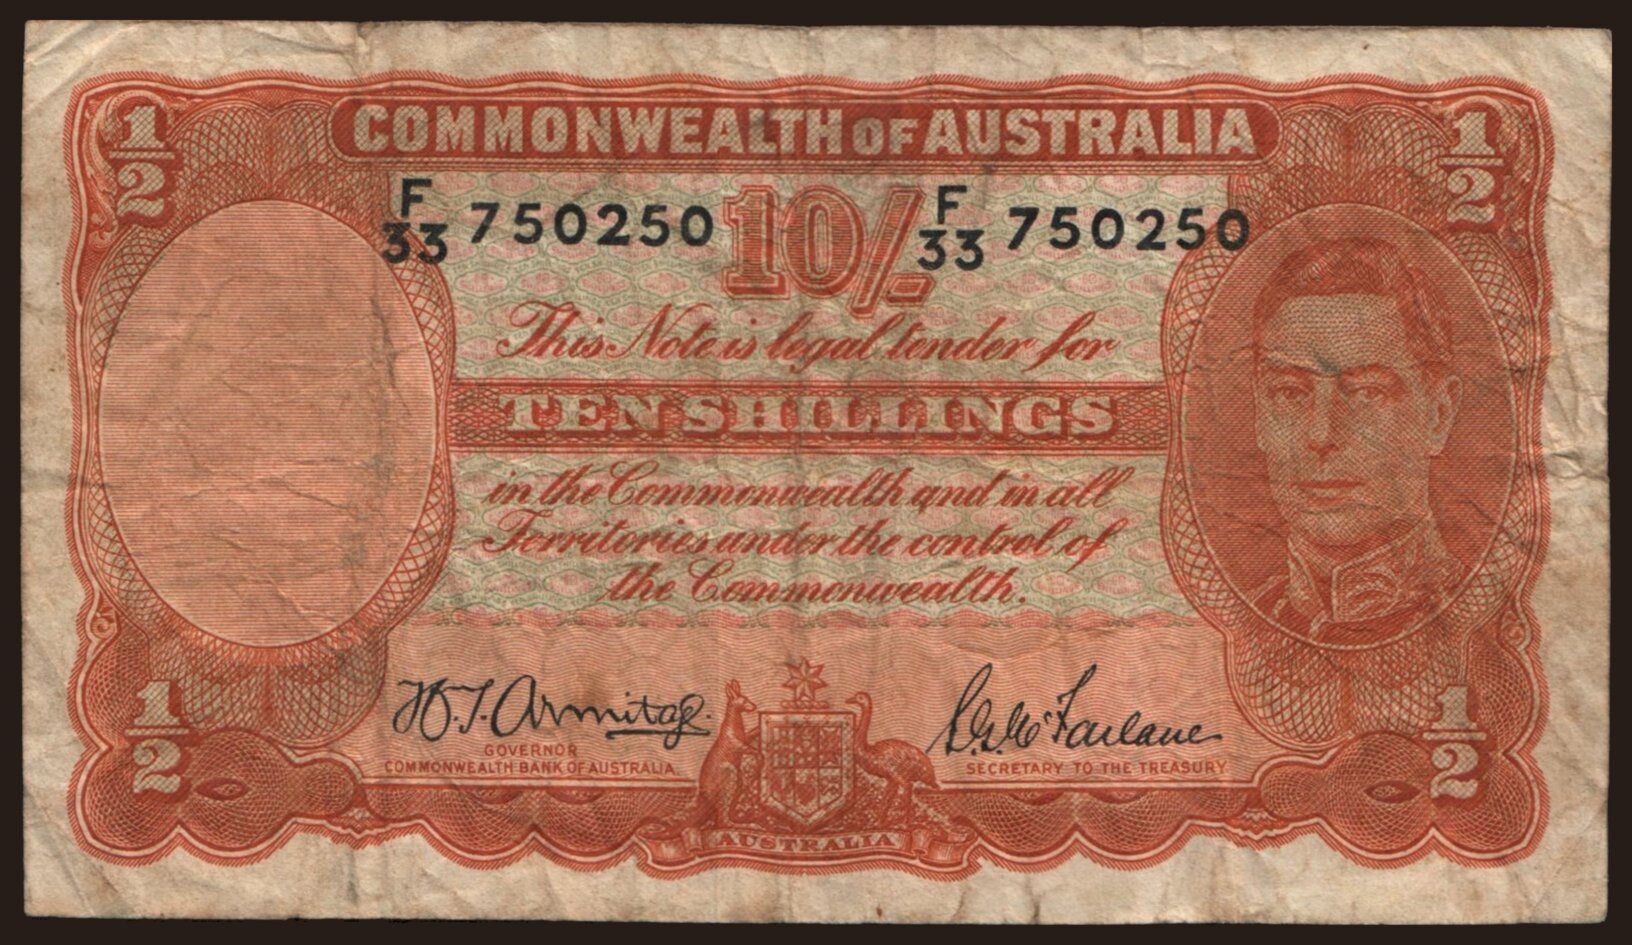 COMMONWEALTH OF AUSTRALIA
1/2
1/2
F/33 750250
10/-
F/33 750250
This Note is legal tender for
TEN SHILLINGS
in the Commonwealth and in all
Territories under the control of
the Commonwealth.
H.T. Armitage.
GOVERNOR
COMMONWEALTH BANK OF AUSTRALIA.
S.G. McFarlane
SECRETARY TO THE TREASURY
1/2
1/2
AUSTRALIA